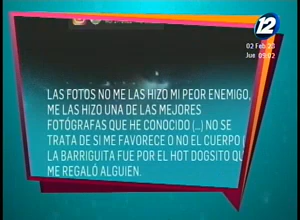 12
02 Feb 23
Jue 09:02
LAS FOTOS NO ME LAS HIZO MI PEOR ENEMIGO,
ME LAS HIZO UNA DE LAS MEJORES
FOTÓGRAFAS QUE HE CONOCIDO (...) NO SE
TRATA DE SI ME FAVORECE O NO EL CUERPO (
LA BARRIGUITA FUE POR EL HOT DOGSITO QU
ME REGALÓ ALGUIEN.